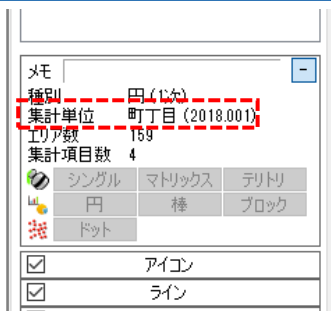 メモ
種別 円(1次)
集計単位 町丁目(2018.001)
エリア数 159
集計項目数 4
シングル マトリックス テリトリ
円 棒 ブロック
ドット
アイコン
ライン